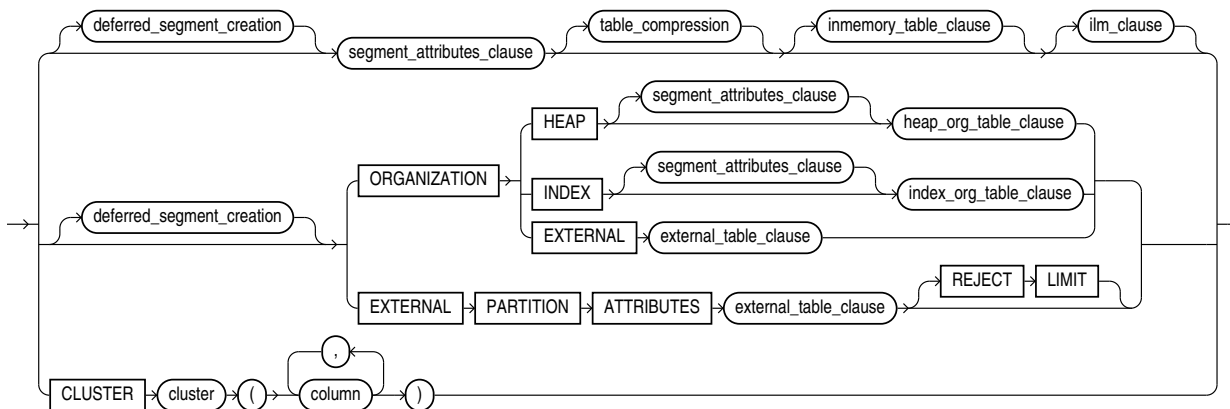 deferred_segment_creation table_compression inmemory_table_clause ilm_clause
segment_attributes_clause
segment_attributes_clause
HEAP heap_org_table_clause
segment_attributes_clause
ORGANIZATION
INDEX index_org_table_clause
deferred_segment_creation
EXTERNAL external_table_clause
REJECT LIMIT
EXTERNAL PARTITION ATTRIBUTES external_table_clause
,
CLUSTER cluster ( column )